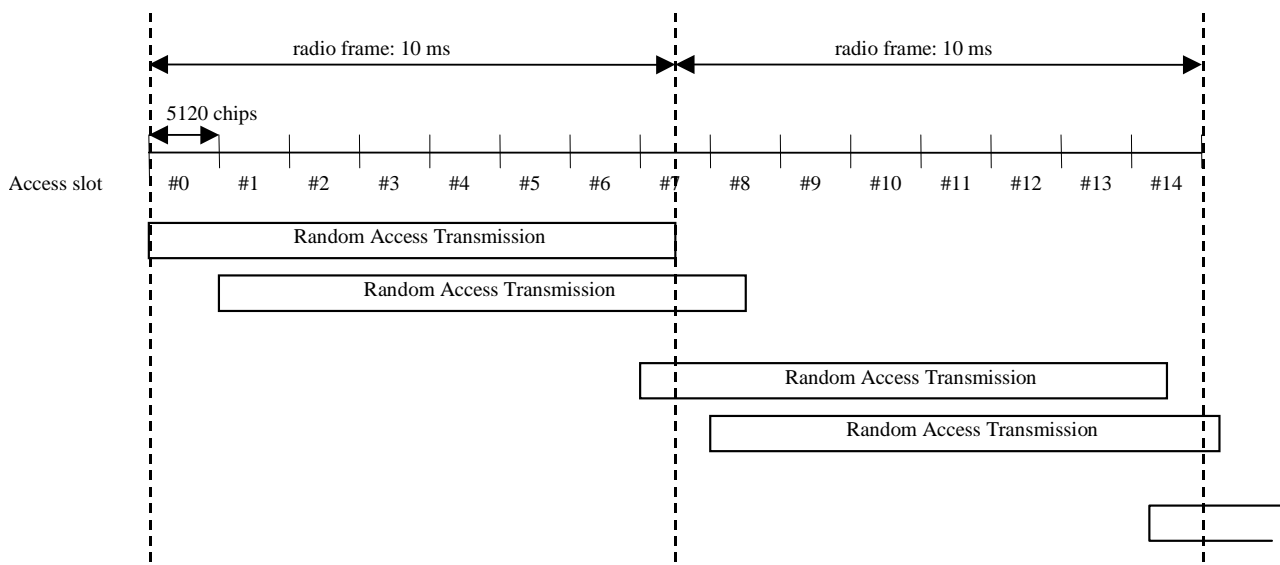 radio frame: 10 ms radio frame: 10 ms
5120 chips
Access slot #0 #1 #2 #3 #4 #5 #6 #7 #8 #9 #10 #11 #12 #13 #14
Random Access Transmission
Random Access Transmission
Random Access Transmission
Random Access Transmission